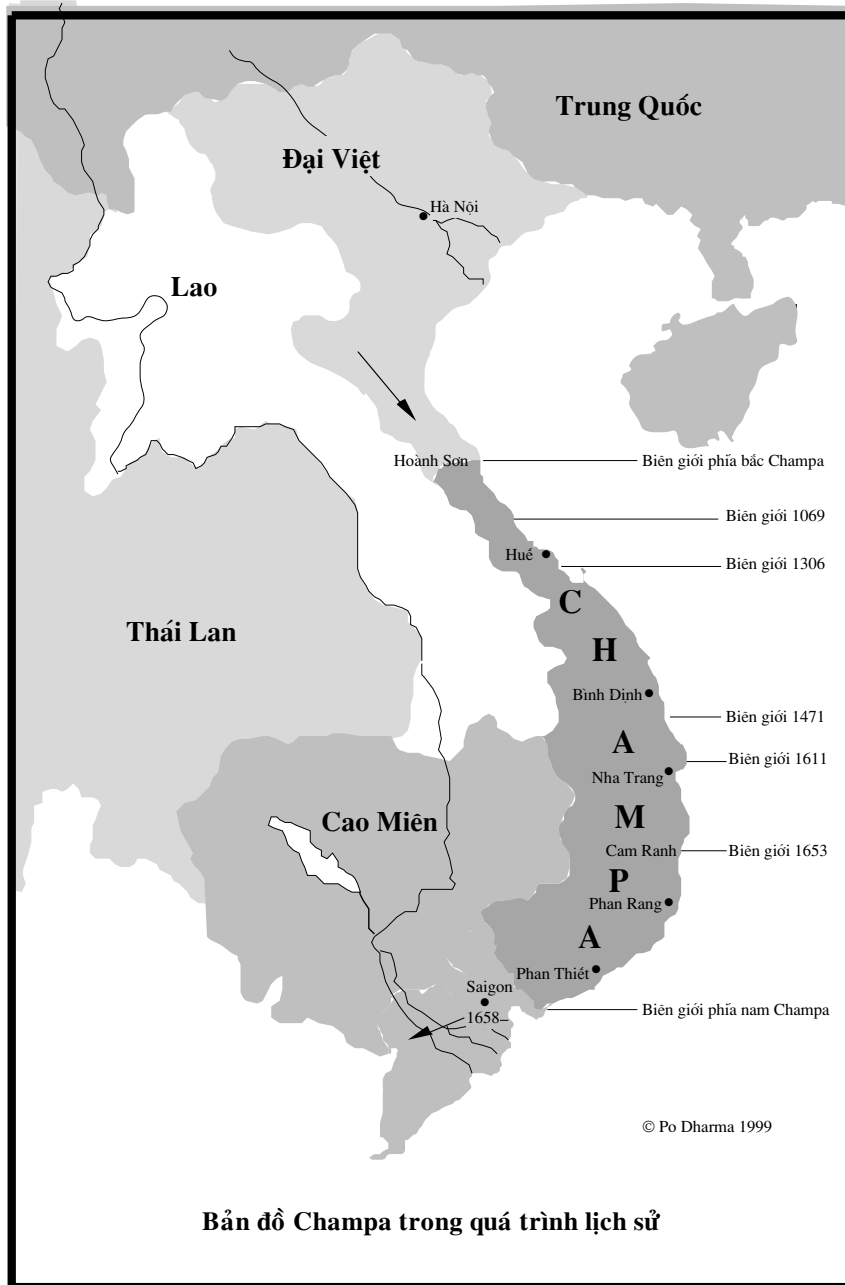 Trung Quốc
Đại Việt
Hà Nội
Lao
Hoành Sơn
Biên giới phía bắc Champa
Biên giới 1069
Huế
Biên giới 1306
C
Thái Lan
H
Bình Định
Biên giới 1471
A
Biên giới 1611
Nha Trang
Cao Miên
M
Cam Ranh
Biên giới 1653
P
Phan Rang
A
Phan Thiết
Saigon
1658
Biên giới phía nam Champa
© Po Dharma 1999
Bản đồ Champa trong quá trình lịch sử